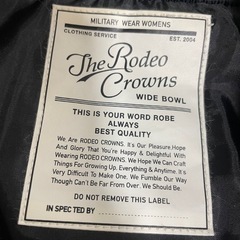 MILITARY WEAR WOMENS
CLOTHING SERVICE EST. 2004
The Rodeo
Crowns
WIDE BOWL
THIS IS YOUR WORD ROBE
ALWAYS
BEST QUALITY
We Are RODEO CROWNS. It's Our Pleasure.Hope
And Glory That You're Happy & Delightful With
Wearing RODEO CROWNS. We Hope We Can Craft
Things For Growing Up. Everything & Anytime. It's
Very Difficult To Make One. We Fumble Our Way
Though Can't Be Far From Over. We Should Be.
DO NOT REMOVE THIS LABEL
IN SPECTED BY